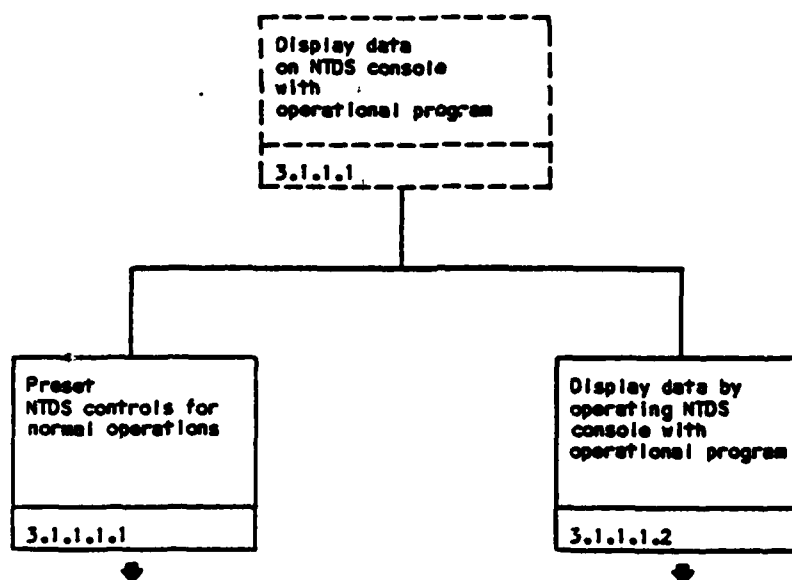 Display data
on NTDS console
with
operational program
3.1.1.1
Preset
NTDS controls for
normal operations
3.1.1.1.1
Display data by
operating NTDS
console with
operational program
3.1.1.1.2